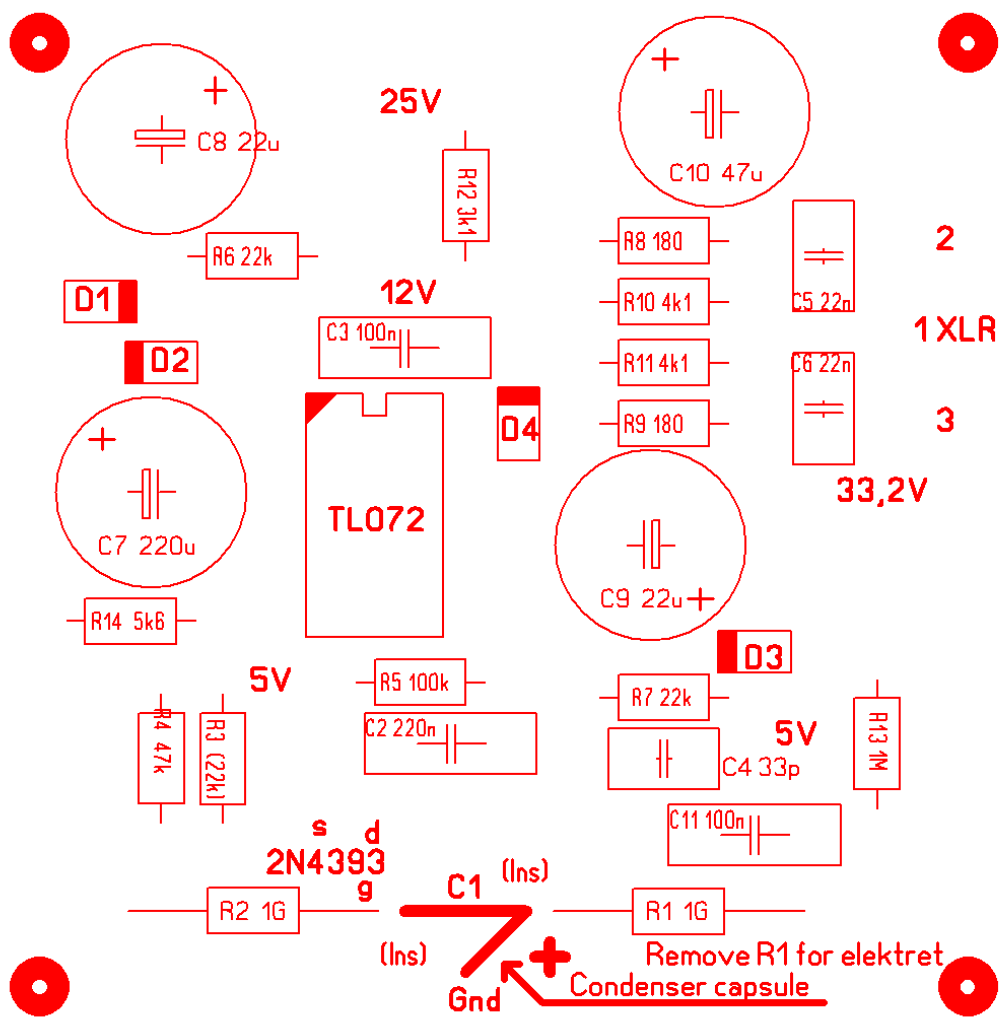 25V
C8 22u
C10 47u
R12 3k1
R8 180
2
R6 22k
D1
12V
R10 4k1
C5 22n
C3 100n
1 XLR
D2
R11 4k1
C6 22n
D4
R9 180
3
33,2V
TL072
C7 220u
C9 22u
R14 5k6
D3
5V
R5 100k
R7 22k
R4 47k
R3 (22k)
C2 220n
5V
R13 1M
C4 33p
C11 100n
s d
2N4393
g
C1
(Ins)
R2 1G
R1 1G
(Ins)
Remove R1 for elektret
Condenser capsule
Gnd